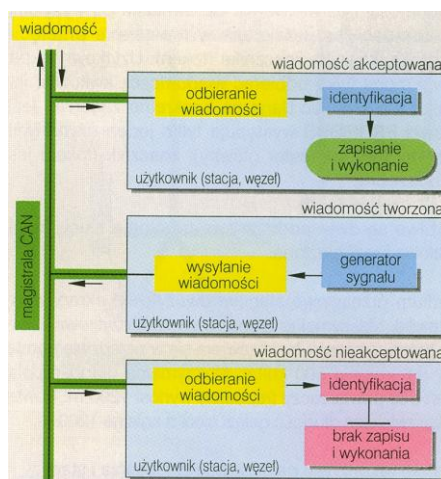 wiadomość
wiadomość akceptowana
odbieranie
wiadomości
identyfikacja
zapisanie
i wykonanie
użytkownik (stacja, węzeł)
magistrala CAN
wiadomość tworzona
wysyłanie
wiadomości
generator
sygnału
użytkownik (stacja, węzeł)
wiadomość nieakceptowana
odbieranie
wiadomości
identyfikacja
brak zapisu
i wykonania
użytkownik (stacja, węzeł)